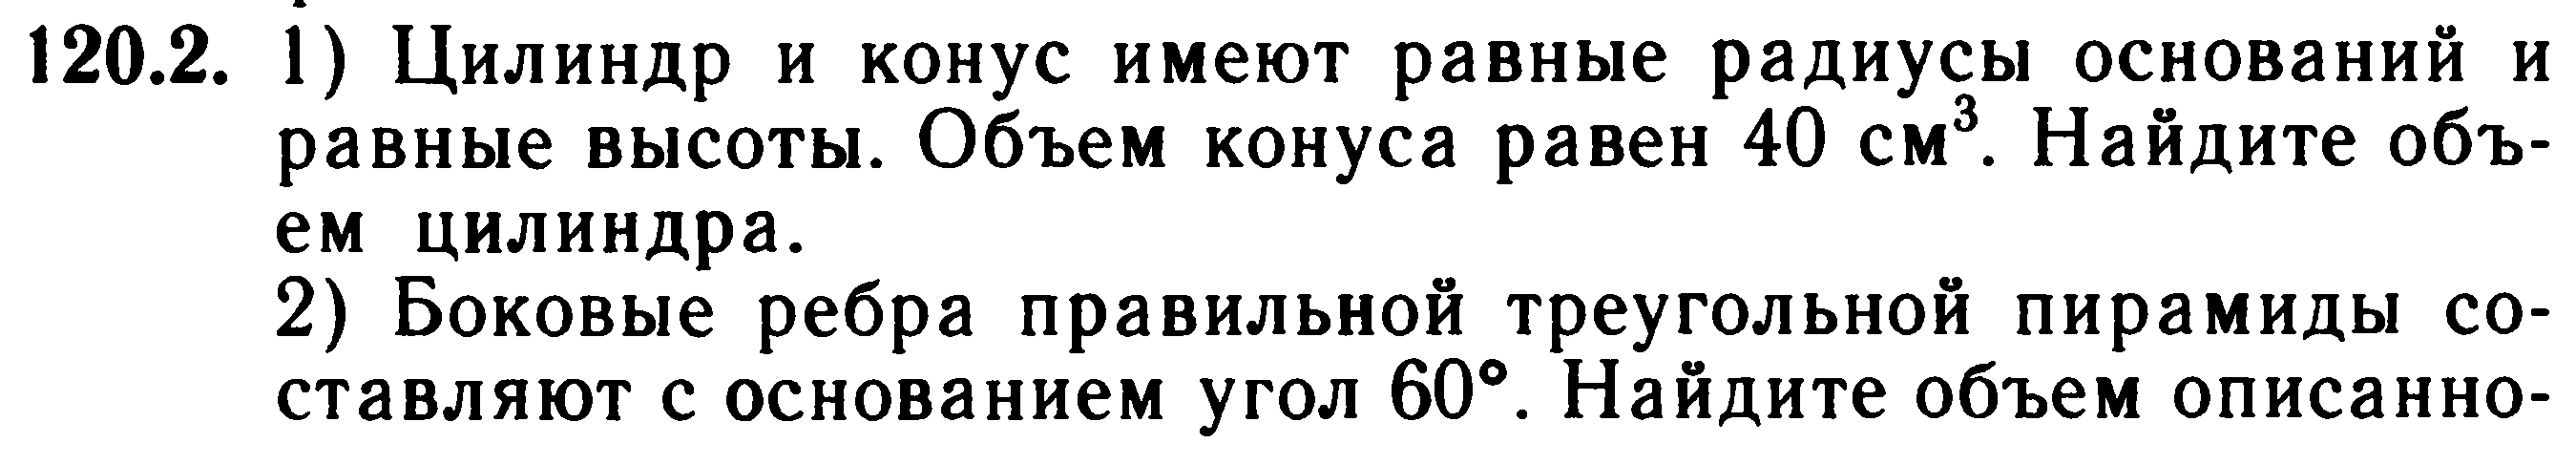 120.2. 1) Цилиндр и конус имеют равные радиусы оснований и
равные высоты. Объем конуса равен 40 см³. Найдите объ-
ем цилиндра.
2) Боковые ребра правильной треугольной пирамиды со-
ставляют с основанием угол 60°. Найдите объем описанно-